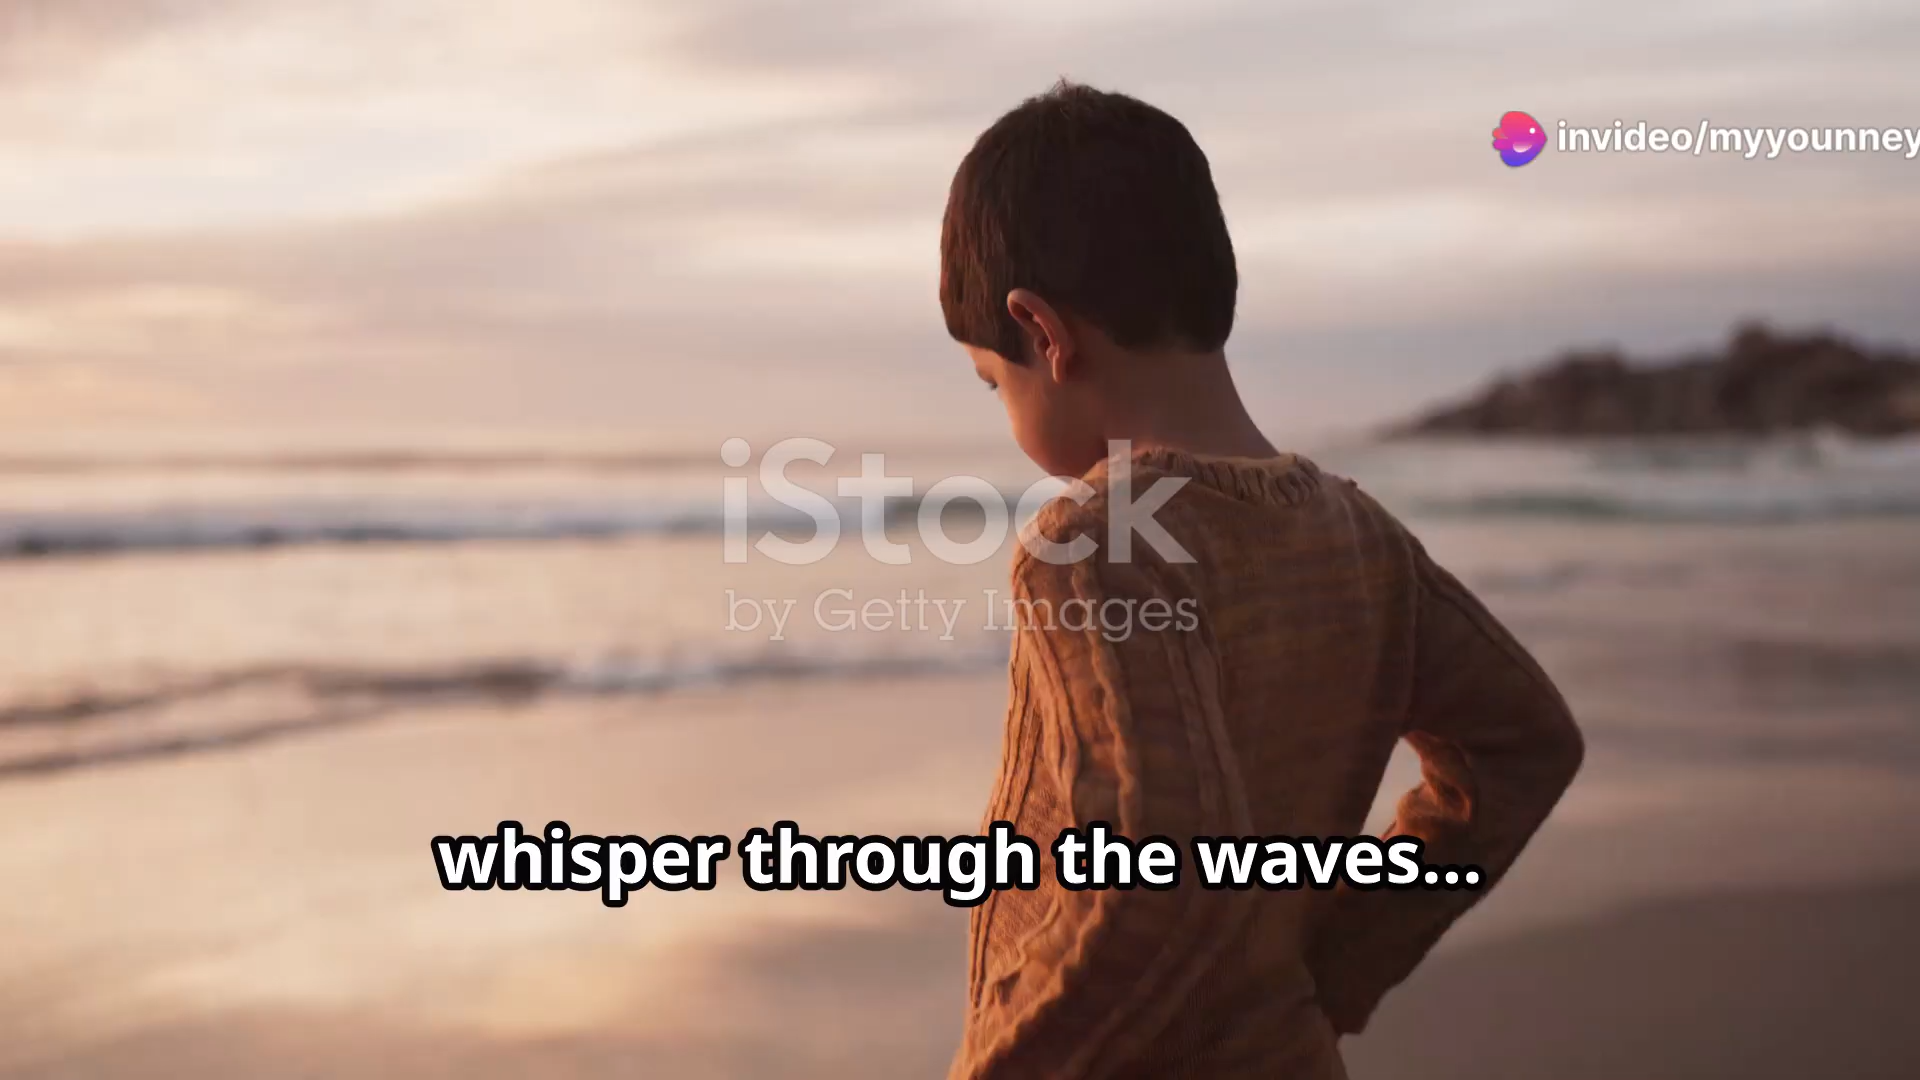 invideo/myyounney
iStock
by Getty Images
whisper through the waves...